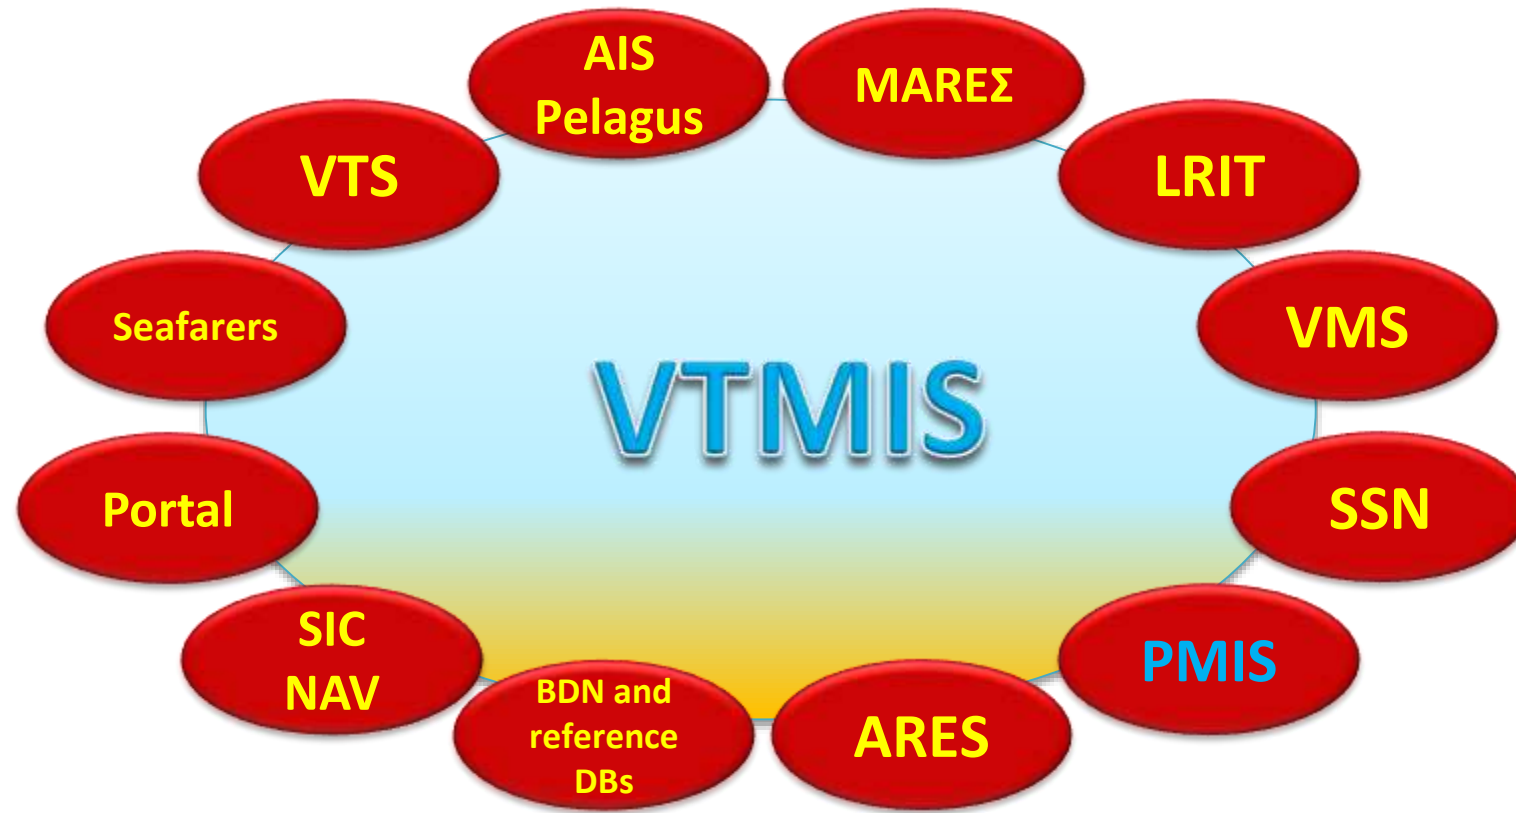 AIS
Pelagus
MAREΣ
VTS
LRIT
Seafarers
VMS
VTMIS
Portal
SSN
SIC
NAV
PMIS
BDN and
reference
DBs
ARES